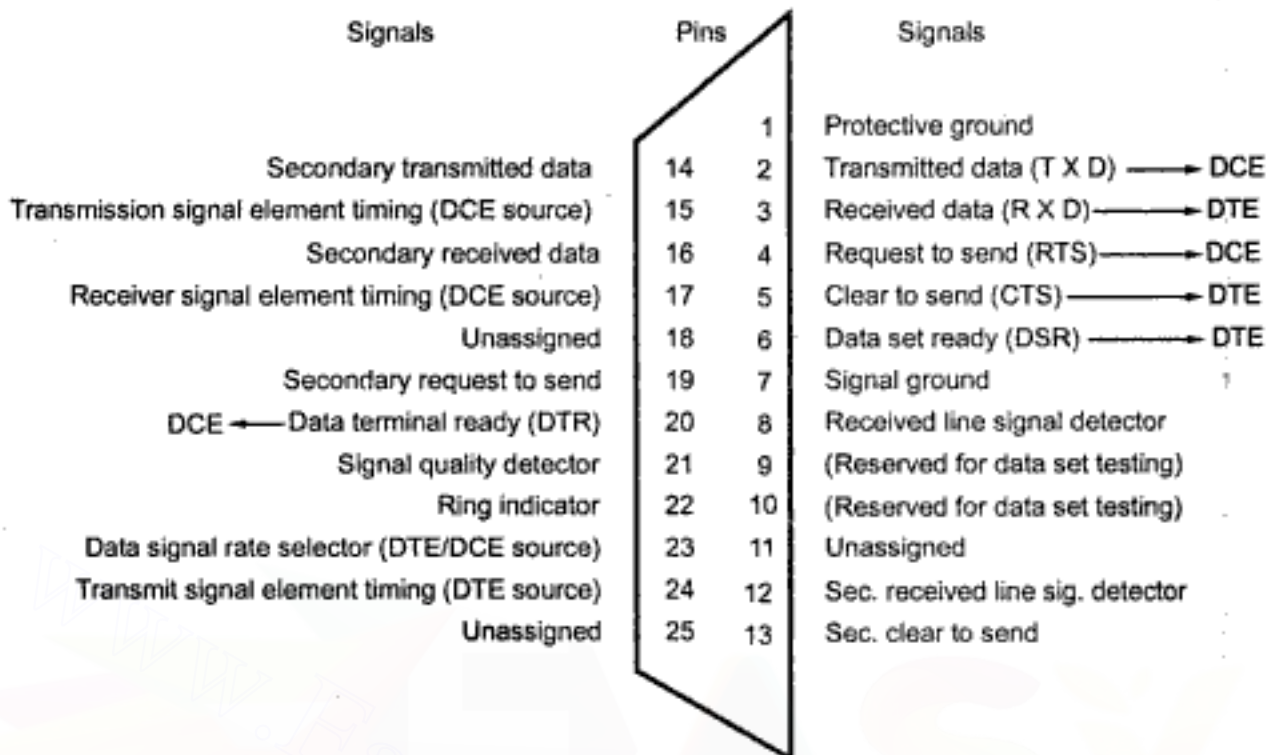 Signals Pins Signals
1 Protective ground
Secondary transmitted data 14 2 Transmitted data (T X D) DCE
Transmission signal element timing (DCE source) 15 3 Received data (R X D) DTE
Secondary received data 16 4 Request to send (RTS) DCE
Receiver signal element timing (DCE source) 17 5 Clear to send (CTS) DTE
Unassigned 18 6 Data set ready (DSR) DTE
Secondary request to send 19 7 Signal ground
DCE Data terminal ready (DTR) 20 8 Received line signal detector
Signal quality detector 21 9 (Reserved for data set testing)
Ring indicator 22 10 (Reserved for data set testing)
Data signal rate selector (DTE/DCE source) 23 11 Unassigned
Transmit signal element timing (DTE source) 24 12 Sec. received line sig. detector
Unassigned 25 13 Sec. clear to send